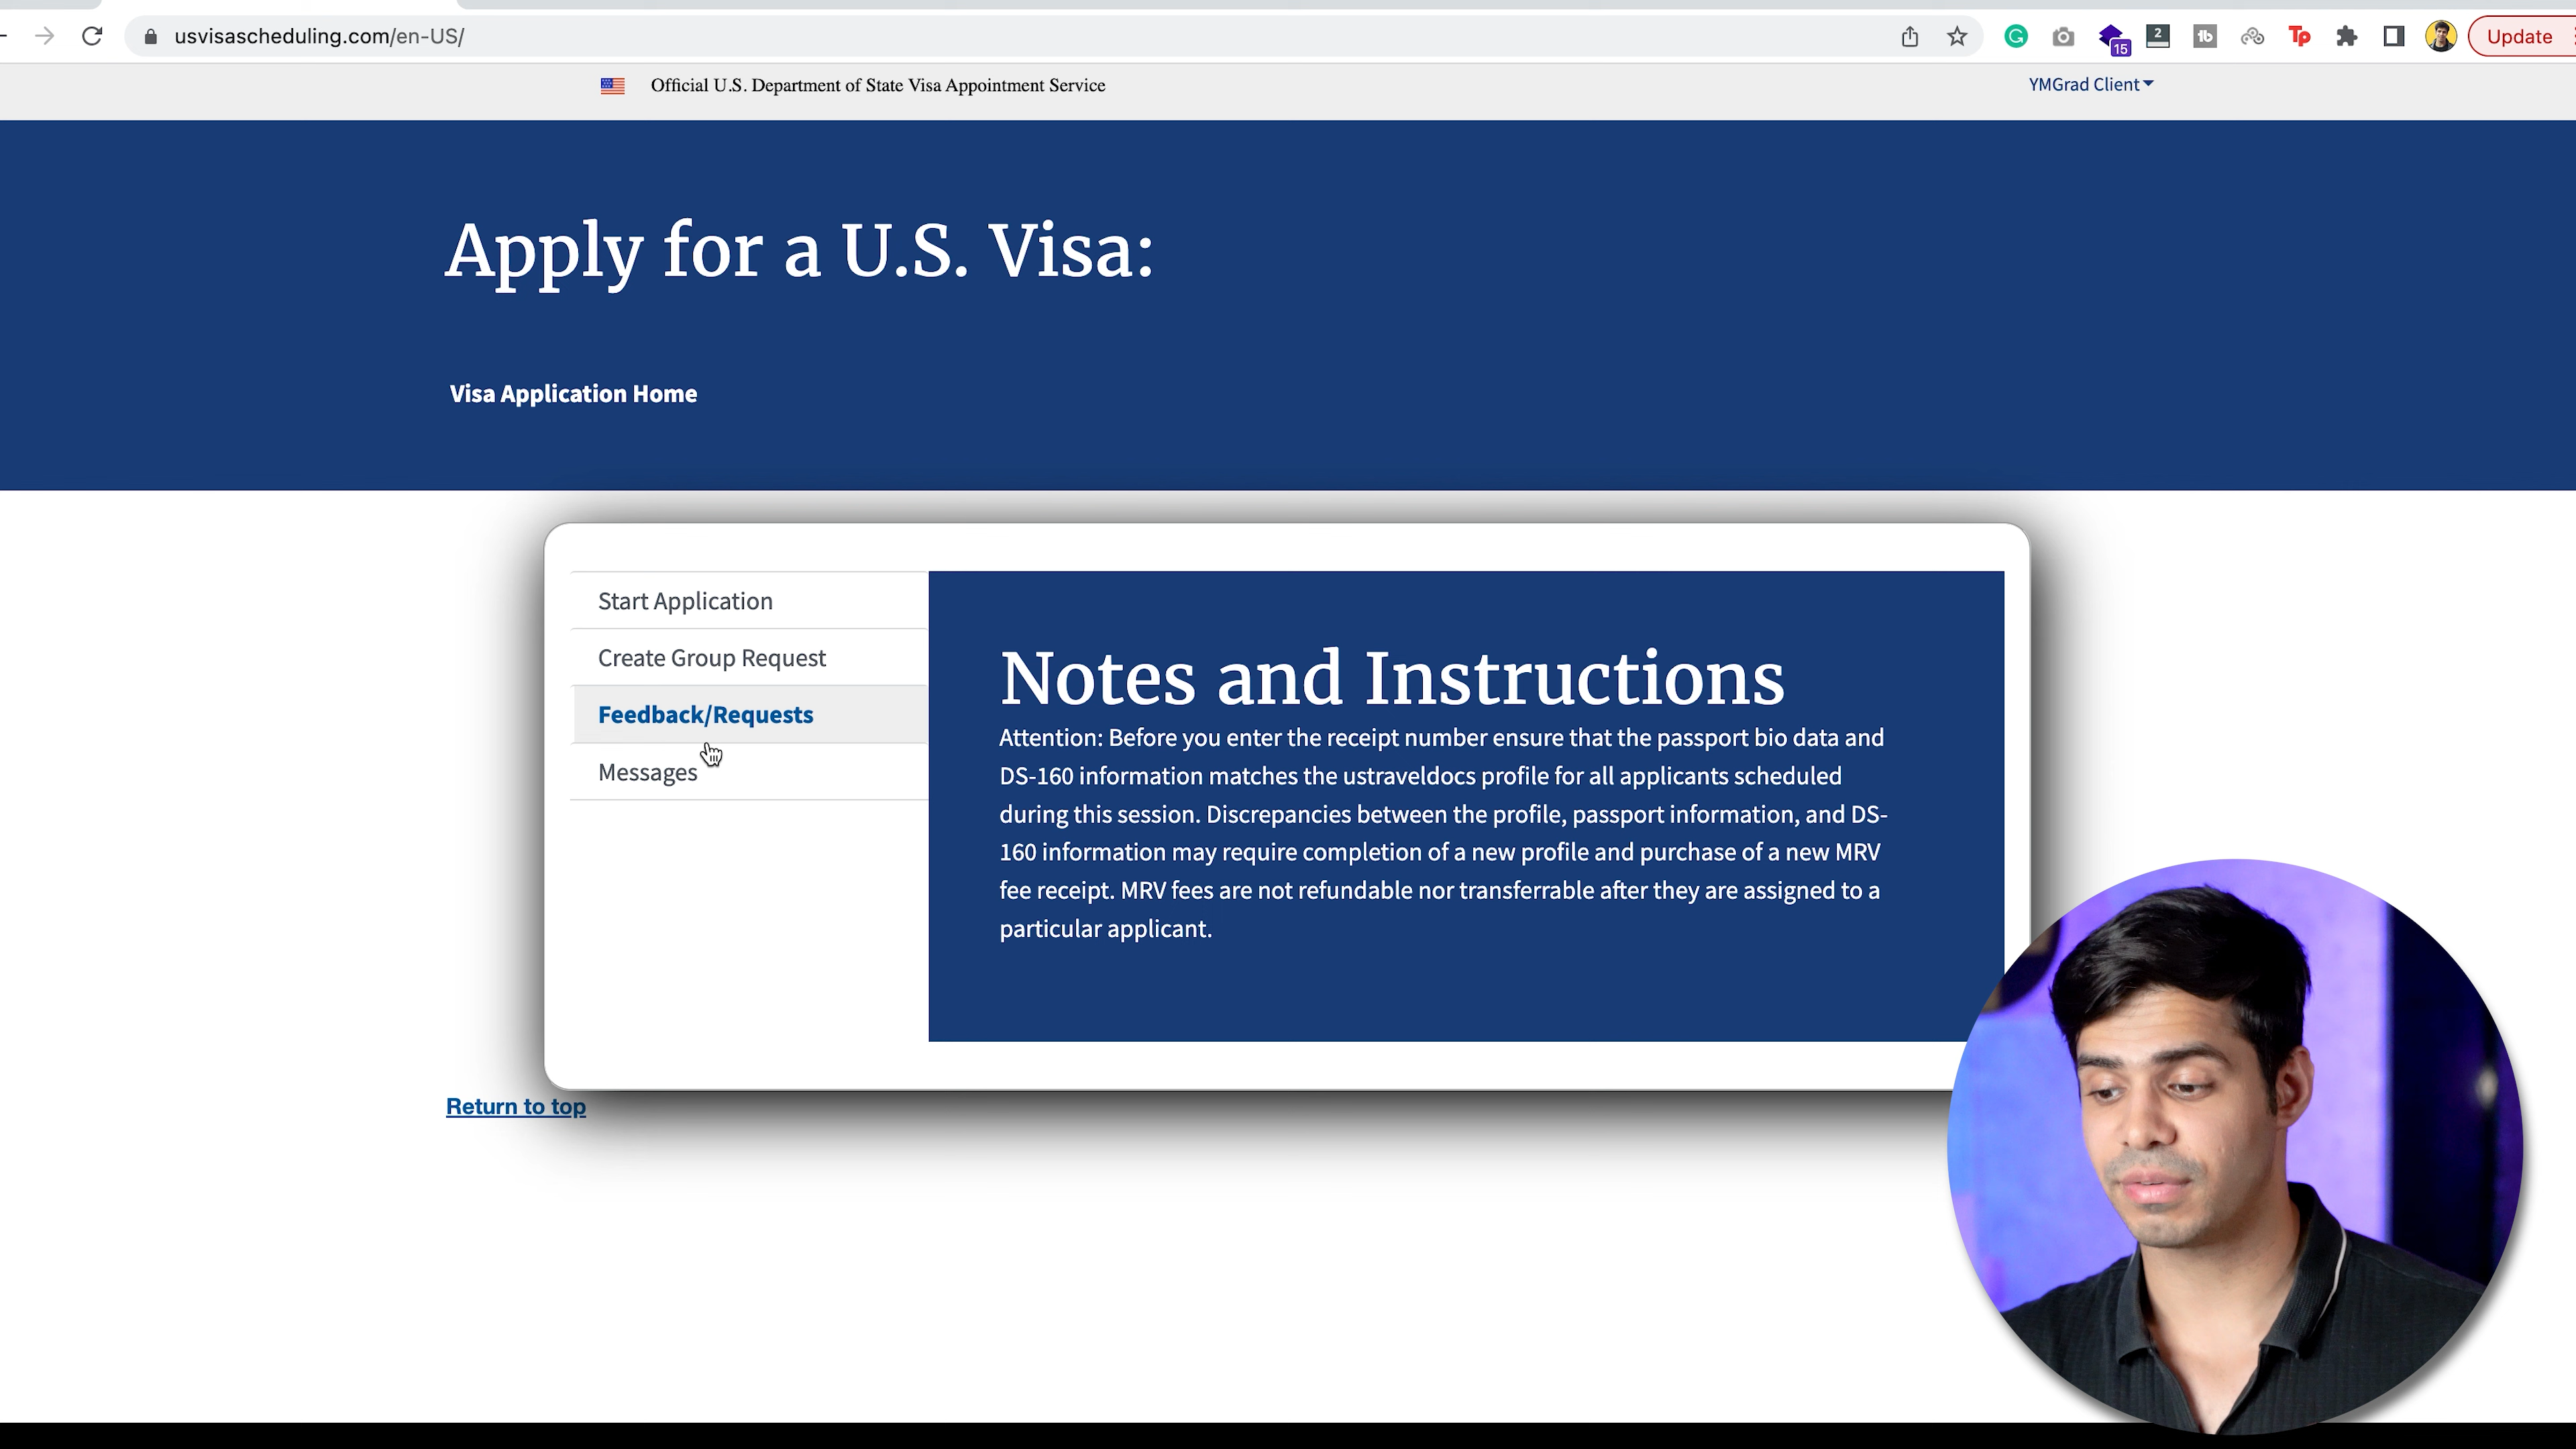 usvisascheduling.com/en-US/
15
2
tb
Tp
Update
Official U.S. Department of State Visa Appointment Service
YMGrad Client
Apply for a U.S. Visa:
Visa Application Home
Start Application
Create Group Request
Feedback/Requests
Messages
Notes and Instructions
Attention: Before you enter the receipt number ensure that the passport bio data and
DS-160 information matches the ustraveldocs profile for all applicants scheduled
during this session. Discrepancies between the profile, passport information, and DS-
160 information may require completion of a new profile and purchase of a new MRV
fee receipt. MRV fees are not refundable nor transferrable after they are assigned to a
particular applicant.
Return to top